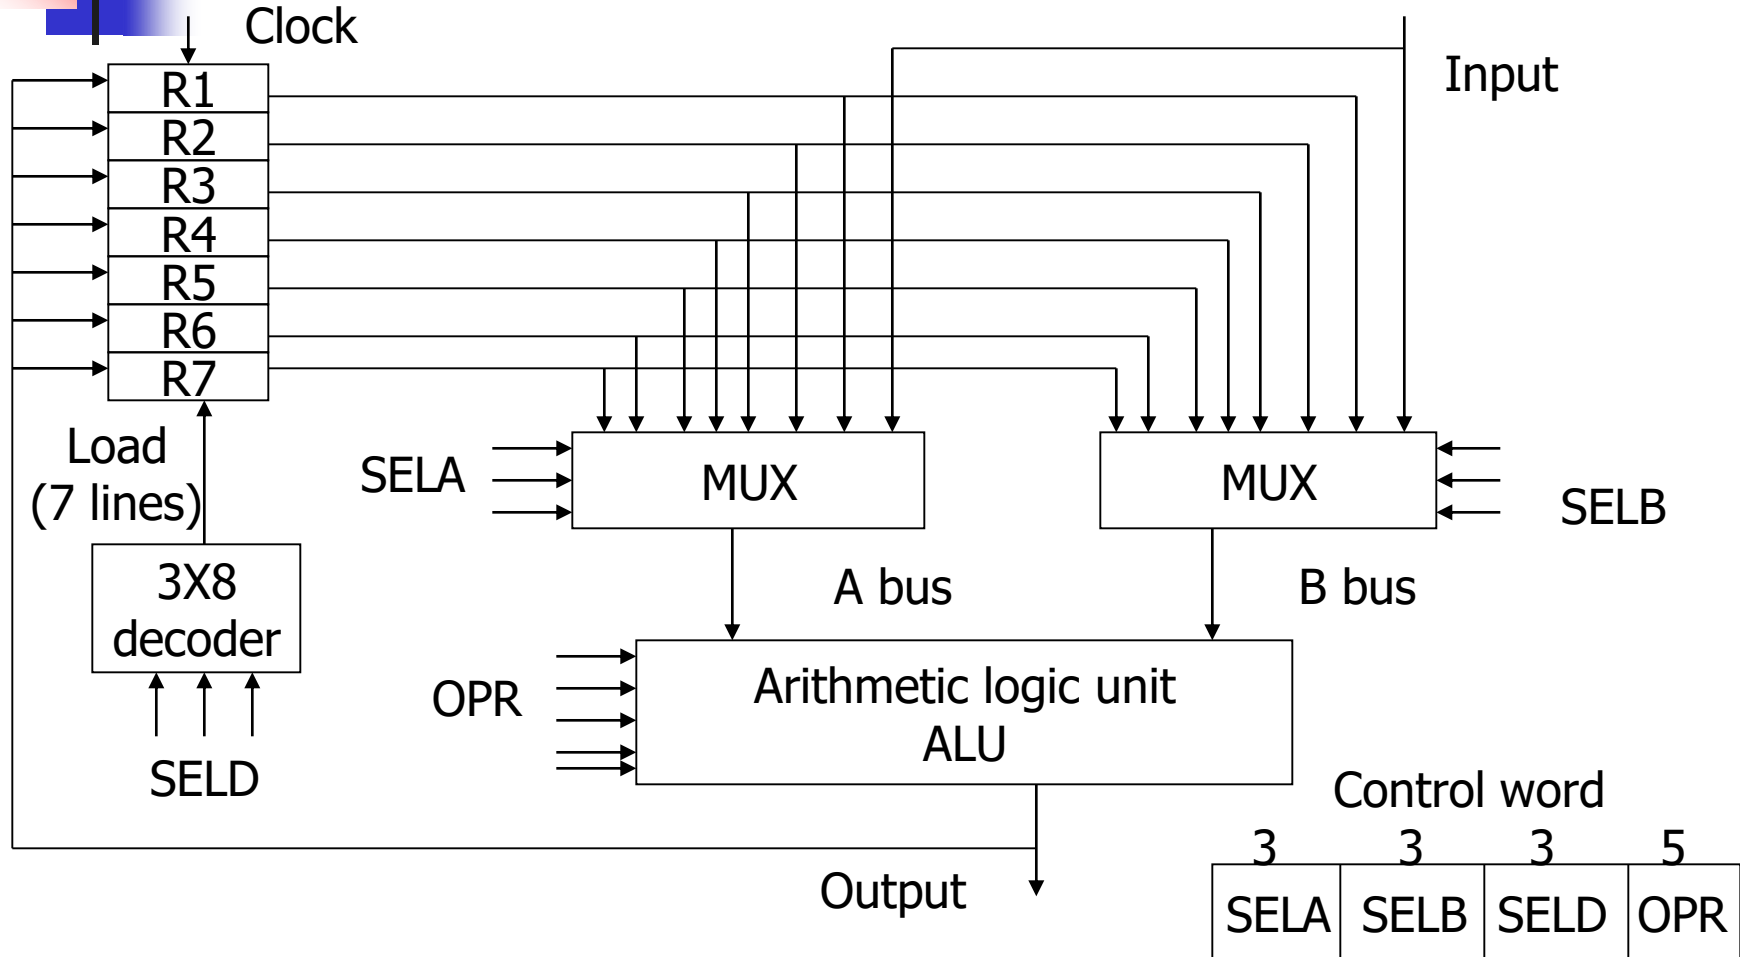 Clock
Input
R1
R2
R3
R4
R5
R6
R7
Load
(7 lines)
SELA
MUX
MUX
SELB
3X8
decoder
A bus
B bus
OPR
Arithmetic logic unit
ALU
SELD
Control word
3 3 3 5
Output
SELA SELB SELD OPR